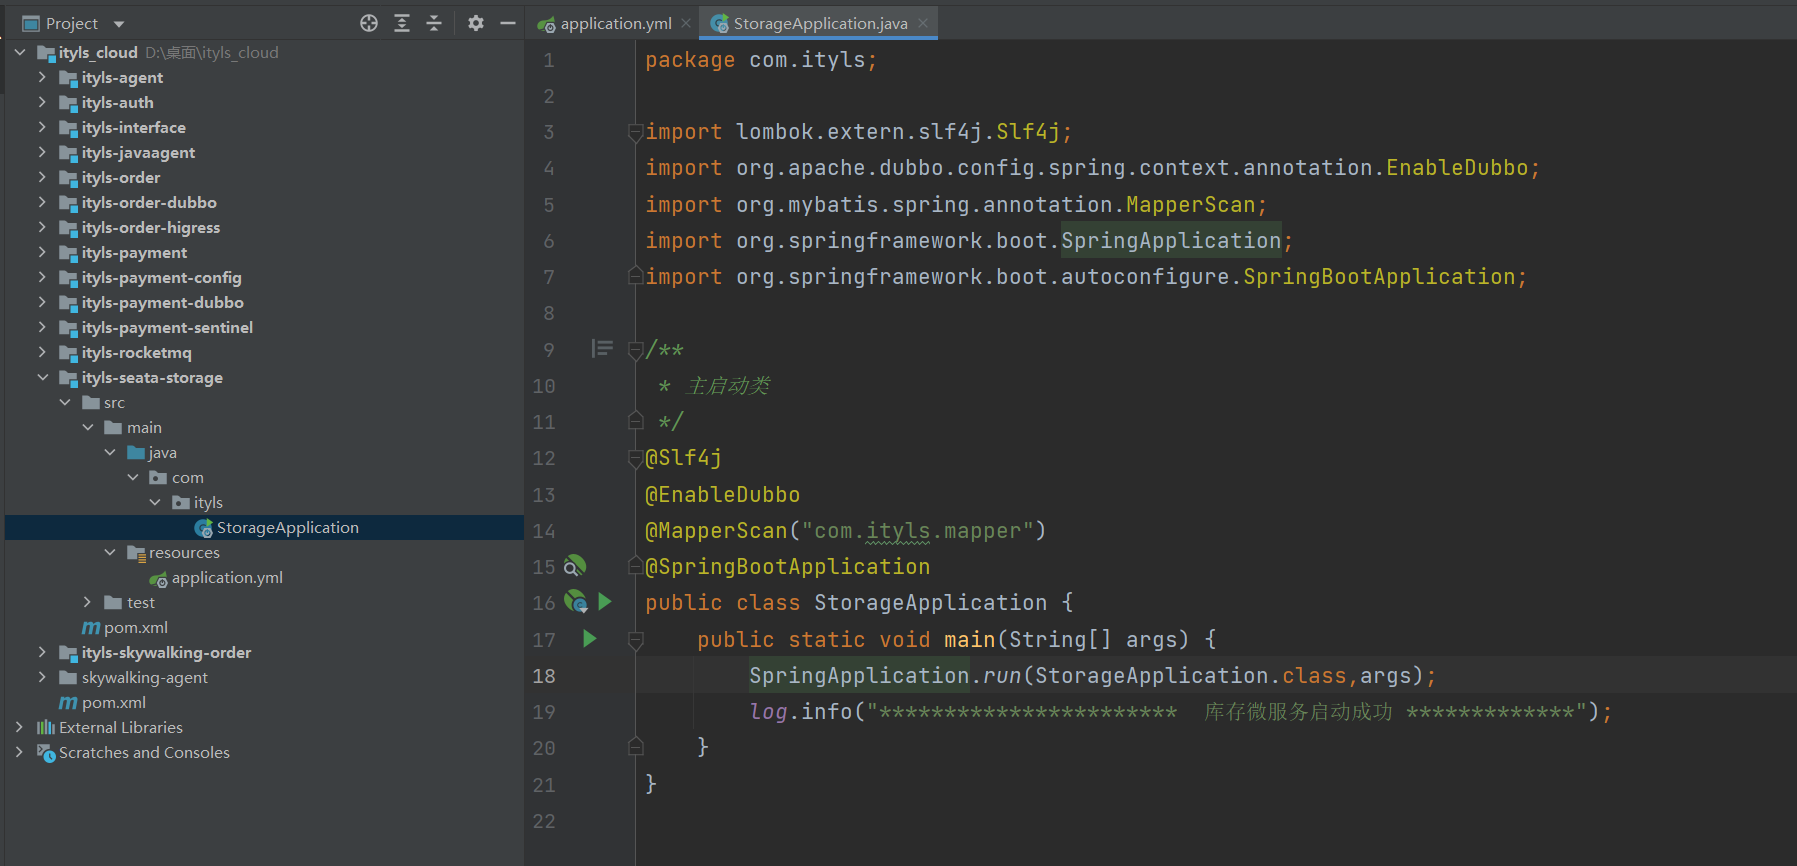 Project
ityls_cloud D:\桌面\ityls_cloud
ityls-agent
ityls-auth
ityls-interface
ityls-javaagent
ityls-order
ityls-order-dubbo
ityls-order-higress
ityls-payment
ityls-payment-config
ityls-payment-dubbo
ityls-payment-sentinel
ityls-rocketmq
ityls-seata-storage
src
main
java
com
ityls
StorageApplication
resources
application.yml
test
pom.xml
ityls-skywalking-order
skywalking-agent
pom.xml
External Libraries
Scratches and Consoles
application.yml StorageApplication.java
1 package com.ityls;
2
3 import lombok.extern.slf4j.Slf4j;
4 import org.apache.dubbo.config.spring.context.annotation.EnableDubbo;
5 import org.mybatis.spring.annotation.MapperScan;
6 import org.springframework.boot.SpringApplication;
7 import org.springframework.boot.autoconfigure.SpringBootApplication;
8
9 /**
10 * 主启动类
11 */
12 @Slf4j
13 @EnableDubbo
14 @MapperScan("com.ityls.mapper")
15 @SpringBootApplication
16 public class StorageApplication {
17 public static void main(String[] args) {
18 SpringApplication.run(StorageApplication.class,args);
19 log.info("*********************** 库存微服务启动成功 *************");
20 }
21 }
22